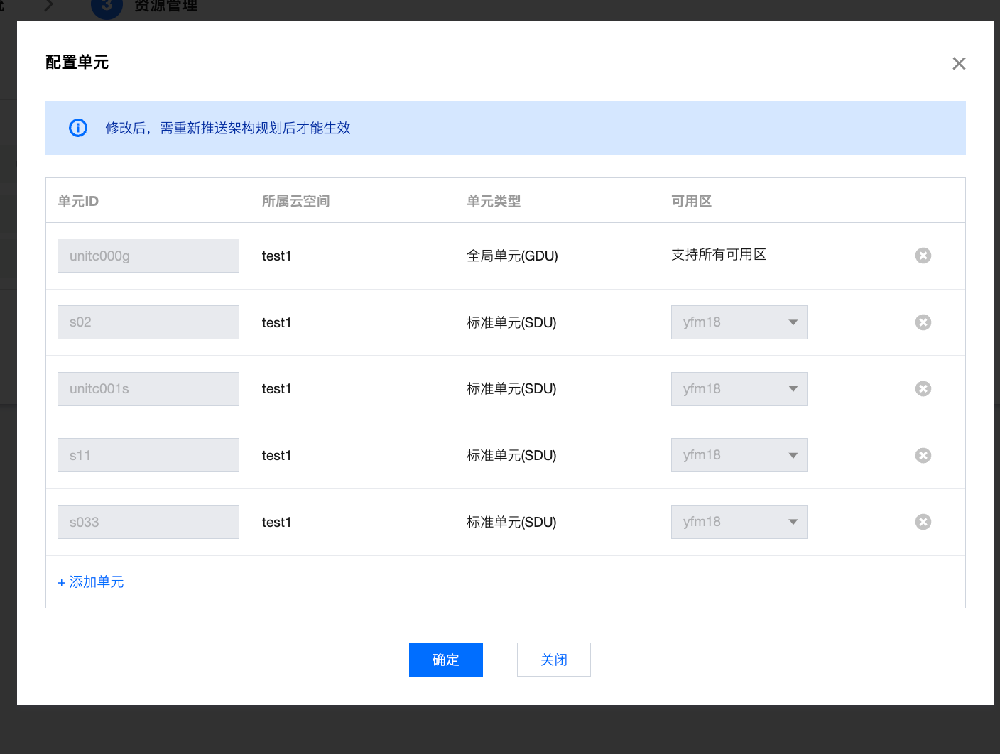 3 资源管理
配置单元
修改后，需重新推送架构规划后才能生效
单元ID 所属云空间 单元类型 可用区
unitc000g test1 全局单元(GDU) 支持所有可用区
s02 test1 标准单元(SDU) yfm18
unitc001s test1 标准单元(SDU) yfm18
s11 test1 标准单元(SDU) yfm18
s033 test1 标准单元(SDU) yfm18
+ 添加单元
确定 关闭